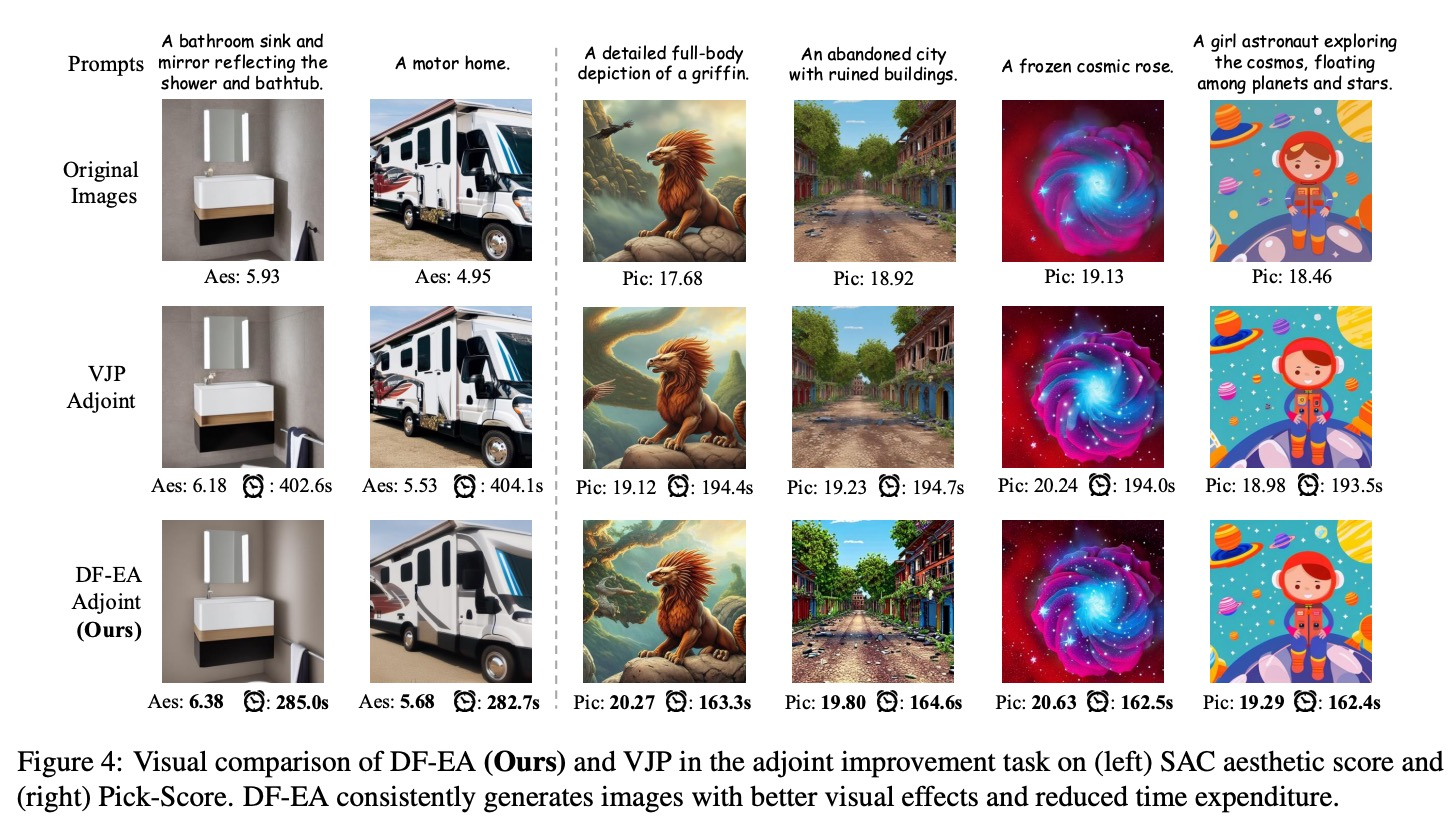 Prompts
A bathroom sink and
mirror reflecting the
shower and bathtub.
A motor home.
A detailed full-body
depiction of a griffin.
An abandoned city
with ruined buildings.
A frozen cosmic rose.
A girl astronaut exploring
the cosmos, floating
among planets and stars.
Original
Images
Aes: 5.93
Aes: 4.95
Pic: 17.68
Pic: 18.92
Pic: 19.13
Pic: 18.46
VJP
Adjoint
Aes: 6.18 : 402.6s
Aes: 5.53 : 404.1s
Pic: 19.12 : 194.4s
Pic: 19.23 : 194.7s
Pic: 20.24 : 194.0s
Pic: 18.98 : 193.5s
DF-EA
Adjoint
(Ours)
Aes: 6.38 : 285.0s
Aes: 5.68 : 282.7s
Pic: 20.27 : 163.3s
Pic: 19.80 : 164.6s
Pic: 20.63 : 162.5s
Pic: 19.29 : 162.4s
Figure 4: Visual comparison of DF-EA (Ours) and VJP in the adjoint improvement task on (left) SAC aesthetic score and
(right) Pick-Score. DF-EA consistently generates images with better visual effects and reduced time expenditure.